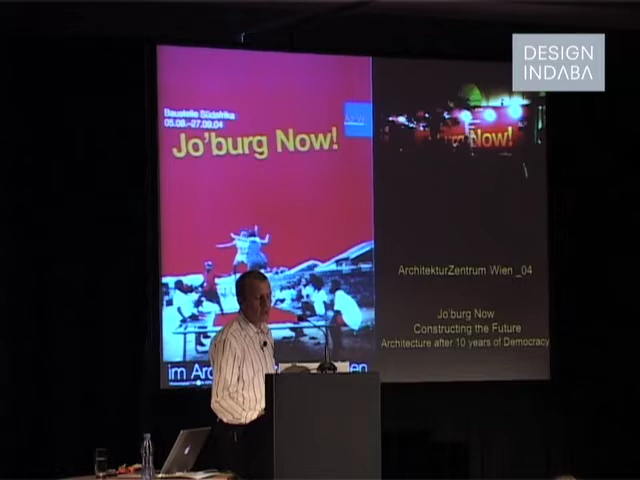 DESIGN
INDABA
Baustelle Südafrika
05.08.–27.09.04
Jo'burg Now!
Now!
ArchitekturZentrum Wien _04
Jo'burg Now
Constructing the Future
Architecture after 10 years of Democracy
im Arc
en